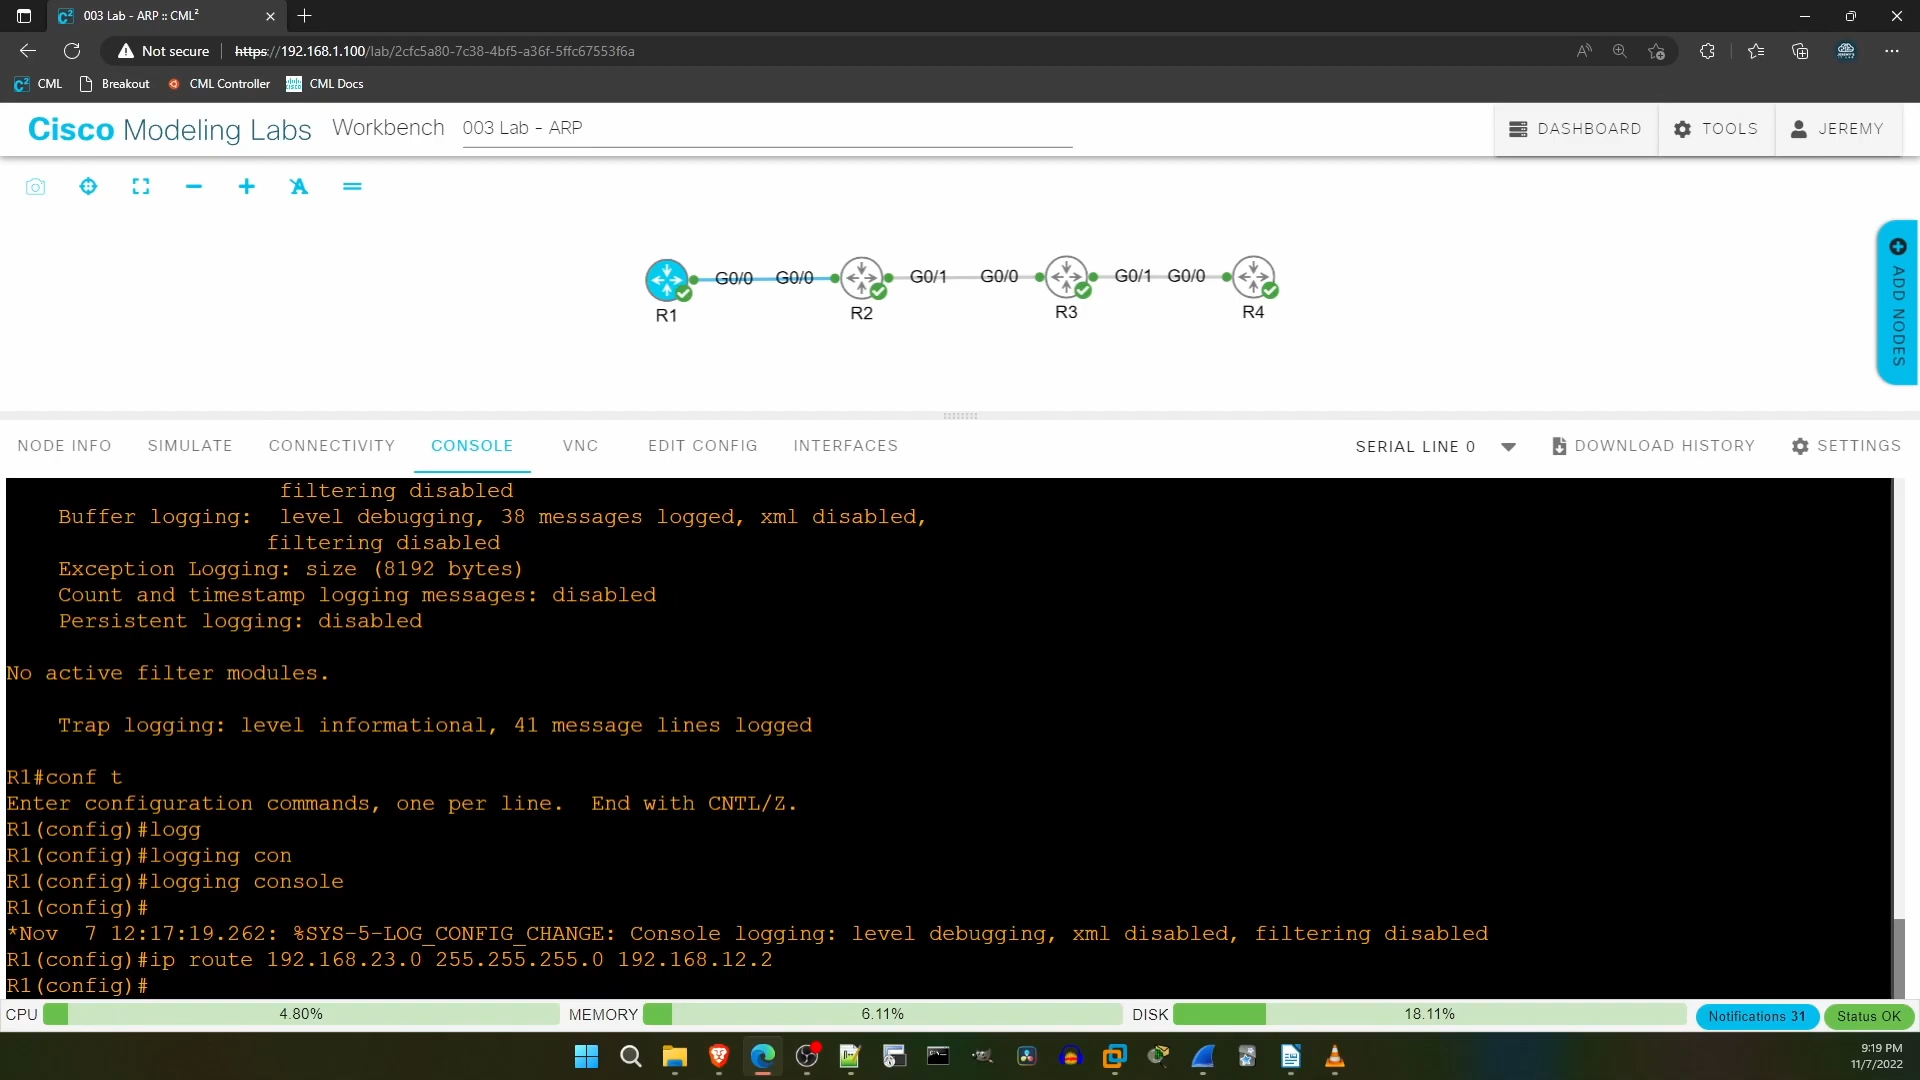 003 Lab - ARP :: CML²
Not secure
https://192.168.1.100/lab/2cfc5a80-7c38-4bf5-a36f-5ffc67553f6a
CML
Breakout
CML Controller
CML Docs
Cisco Modeling Labs
Workbench
003 Lab - ARP
DASHBOARD
TOOLS
JEREMY
G0/0
G0/0
G0/1
G0/0
G0/1
G0/0
R1
R2
R3
R4
ADD NODES
NODE INFO
SIMULATE
CONNECTIVITY
CONSOLE
VNC
EDIT CONFIG
INTERFACES
SERIAL LINE 0
DOWNLOAD HISTORY
SETTINGS
filtering disabled
Buffer logging:  level debugging, 38 messages logged, xml disabled,
filtering disabled
Exception Logging: size (8192 bytes)
Count and timestamp logging messages: disabled
Persistent logging: disabled
No active filter modules.
Trap logging: level informational, 41 message lines logged
R1#conf t
Enter configuration commands, one per line.  End with CNTL/Z.
R1(config)#logg
R1(config)#logging con
R1(config)#logging console
R1(config)#
*Nov  7 12:17:19.262: %SYS-5-LOG_CONFIG_CHANGE: Console logging: level debugging, xml disabled, filtering disabled
R1(config)#ip route 192.168.23.0 255.255.255.0 192.168.12.2
R1(config)#
CPU
4.80%
MEMORY
6.11%
DISK
18.11%
Notifications 31
Status OK
9:19 PM
11/7/2022